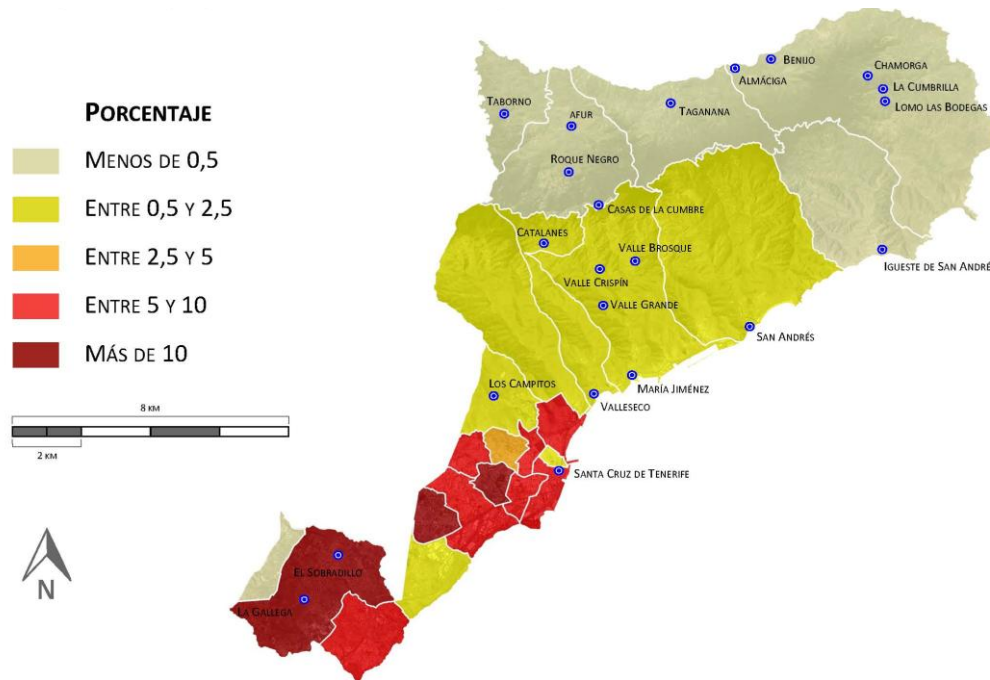 PORCENTAJE
MENOS DE 0,5
ENTRE 0,5 Y 2,5
ENTRE 2,5 Y 5
ENTRE 5 Y 10
MÁS DE 10
8 KM
2 KM
N
BENIJO
ALMÁCIGA
CHAMORGA
LA CUMBRILLA
LOMO LAS BODEGAS
TABORNO
AFUR
TAGANANA
ROQUE NEGRO
CASAS DE LA CUMBRE
CATALANES
VALLE BROSQUE
VALLE CRISPÍN
IGUESTE DE SAN ANDRÉ
VALLE GRANDE
SAN ANDRÉS
MARÍA JIMÉNEZ
LOS CAMPITOS
VALLESECO
SANTA CRUZ DE TENERIFE
EL SOBRADILLO
LA GALLEGA